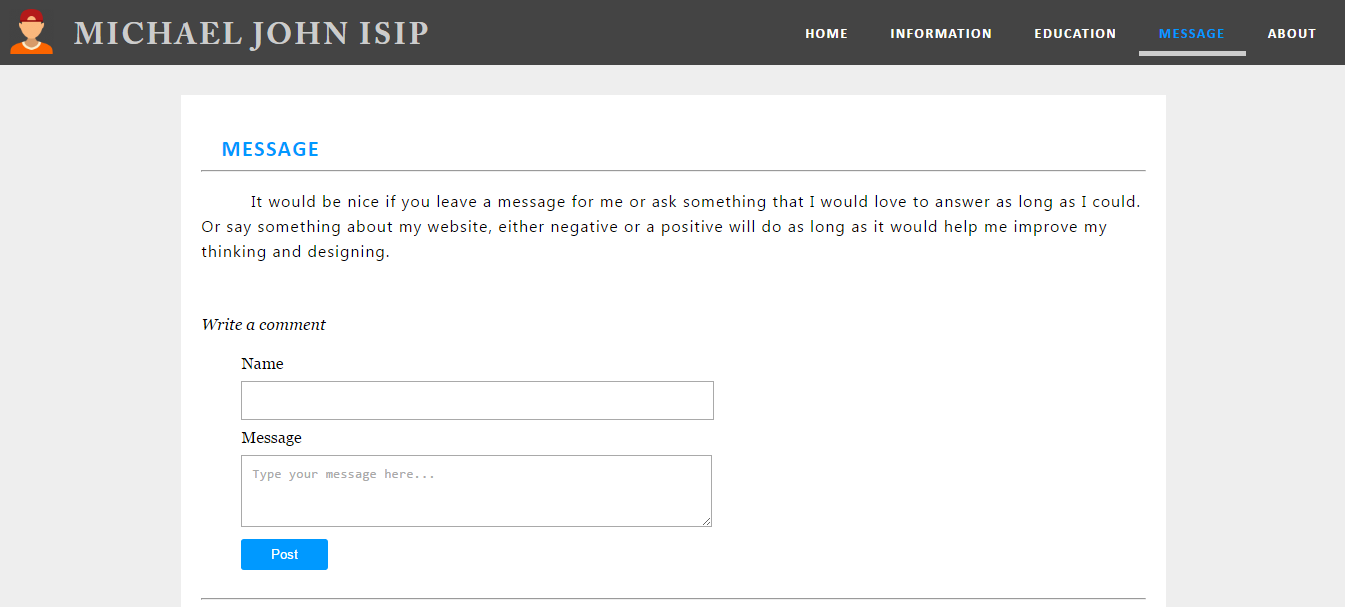 MICHAEL JOHN ISIP
HOME INFORMATION EDUCATION MESSAGE ABOUT
MESSAGE
It would be nice if you leave a message for me or ask something that I would love to answer as long as I could.
Or say something about my website, either negative or a positive will do as long as it would help me improve my
thinking and designing.
Write a comment
Name
Message
Type your message here...
Post